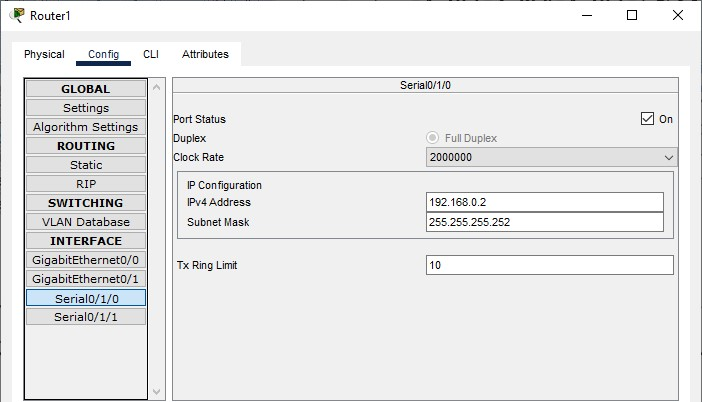 Router1
Physical Config CLI Attributes
GLOBAL
Settings
Algorithm Settings
ROUTING
Static
RIP
SWITCHING
VLAN Database
INTERFACE
GigabitEthernet0/0
GigabitEthernet0/1
Serial0/1/0
Serial0/1/1
Serial0/1/0
Port Status On
Duplex Full Duplex
Clock Rate 2000000
IP Configuration
IPv4 Address 192.168.0.2
Subnet Mask 255.255.255.252
Tx Ring Limit 10